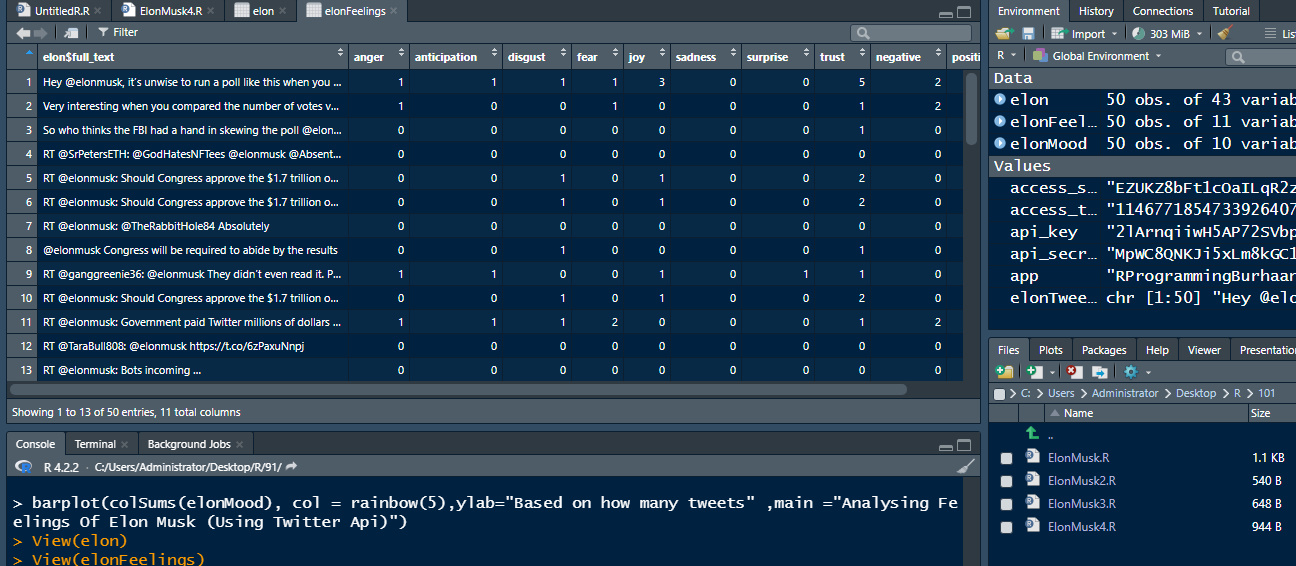 UntitledR.R
ElonMusk4.R
elon
elonFeelings
Filter
elon$full_text anger anticipation disgust fear joy sadness surprise trust negative positi
1 Hey @elonmusk, it's unwise to run a poll like this when you ... 1 1 1 1 3 0 0 5 2
2 Very interesting when you compared the number of votes v... 1 0 0 1 0 0 0 1 2
3 So who thinks the FBI had a hand in skewing the poll @elon... 0 0 0 0 0 0 0 1 0
4 RT @SrPetersETH: @GodHatesNFTees @elonmusk @Absent... 0 0 0 0 0 0 0 0 0
5 RT @elonmusk: Should Congress approve the $1.7 trillion o... 0 0 1 0 1 0 0 2 0
6 RT @elonmusk: Should Congress approve the $1.7 trillion o... 0 0 1 0 1 0 0 2 0
7 RT @elonmusk: @TheRabbitHole84 Absolutely 0 0 0 0 0 0 0 0 0
8 @elonmusk Congress will be required to abide by the results 0 0 1 0 0 0 0 1 0
9 RT @ganggreenie36: @elonmusk They didn't even read it. P... 1 1 0 0 1 0 1 1 0
10 RT @elonmusk: Should Congress approve the $1.7 trillion o... 0 0 1 0 1 0 0 2 0
11 RT @elonmusk: Government paid Twitter millions of dollars ... 1 1 1 2 0 0 0 1 2
12 RT @TaraBull808: @elonmusk https://t.co/6zPaxuNnpj 0 0 0 0 0 0 0 0 0
13 RT @elonmusk: Bots incoming ... 0 0 0 0 0 0 0 0 0
Showing 1 to 13 of 50 entries, 11 total columns
Console Terminal Background Jobs
R 4.2.2 · C:/Users/Administrator/Desktop/R/91/
> barplot(colSums(elonMood), col = rainbow(5),ylab="Based on how many tweets" ,main ="Analysing Fe
elings Of Elon Musk (Using Twitter Api)")
> View(elon)
> View(elonFeelings)
Environment History Connections Tutorial
Import 303 MiB Lis
R Global Environment
Data
elon 50 obs. of 43 variab
elonFeel... 50 obs. of 11 variab
elonMood 50 obs. of 10 variab
Values
access_s... "EZUKZ8bFt1cOaILqR2z
access_t... "1146771854733926407
api_key "2lArnqiiwH5AP72SVbp
api_secr... "MpWC8QNKJi5xLm8kGC1
app "RProgrammingBurhaar
elonTwee... chr [1:50] "Hey @elo
Files Plots Packages Help Viewer Presentatio
C: Users Administrator Desktop R 101
Name Size
..
ElonMusk.R 1.1 KB
ElonMusk2.R 540 B
ElonMusk3.R 648 B
ElonMusk4.R 944 B